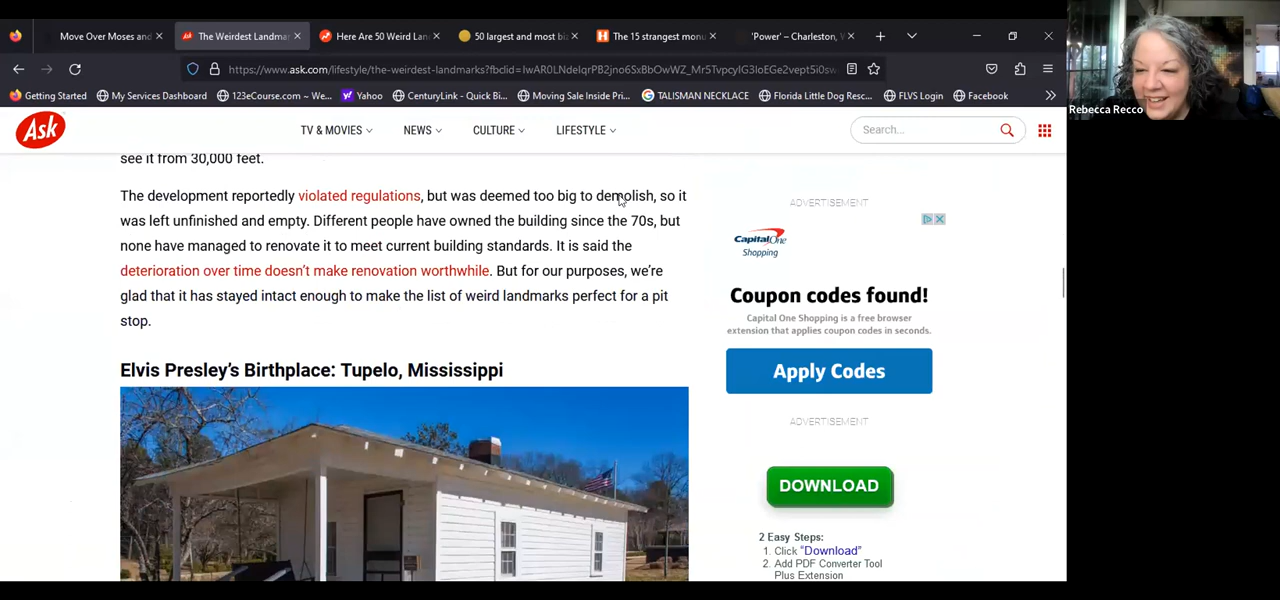 Move Over Moses and
The Weirdest Landmar
Here Are 50 Weird Lan
50 largest and most bi
The 15 strangest monu
'Power' – Charleston, W
https://www.ask.com/lifestyle/the-weirdest-landmarks?fbclid=IwAR0LNdeIqrPB2jno6SxBbOwWZ_Mr5TvpcyIG3IoEGe2vept5i0sw
Getting Started
My Services Dashboard
123eCourse.com ~ We...
Yahoo
CenturyLink - Quick Bi...
Moving Sale Inside Pri...
TALISMAN NECKLACE
Florida Little Dog Resc...
FLVS Login
Facebook
Rebecca Recco
Ask
TV & MOVIES
NEWS
CULTURE
LIFESTYLE
Search...
see it from 30,000 feet.
The development reportedly violated regulations, but was deemed too big to demolish, so it
was left unfinished and empty. Different people have owned the building since the 70s, but
none have managed to renovate it to meet current building standards. It is said the
deterioration over time doesn't make renovation worthwhile. But for our purposes, we're
glad that it has stayed intact enough to make the list of weird landmarks perfect for a pit
stop.
Elvis Presley's Birthplace: Tupelo, Mississippi
ADVERTISEMENT
Capital One
Shopping
Coupon codes found!
Capital One Shopping is a free browser
extension that applies coupon codes in seconds.
Apply Codes
ADVERTISEMENT
DOWNLOAD
2 Easy Steps:
1. Click "Download"
2. Add PDF Converter Tool
Plus Extension